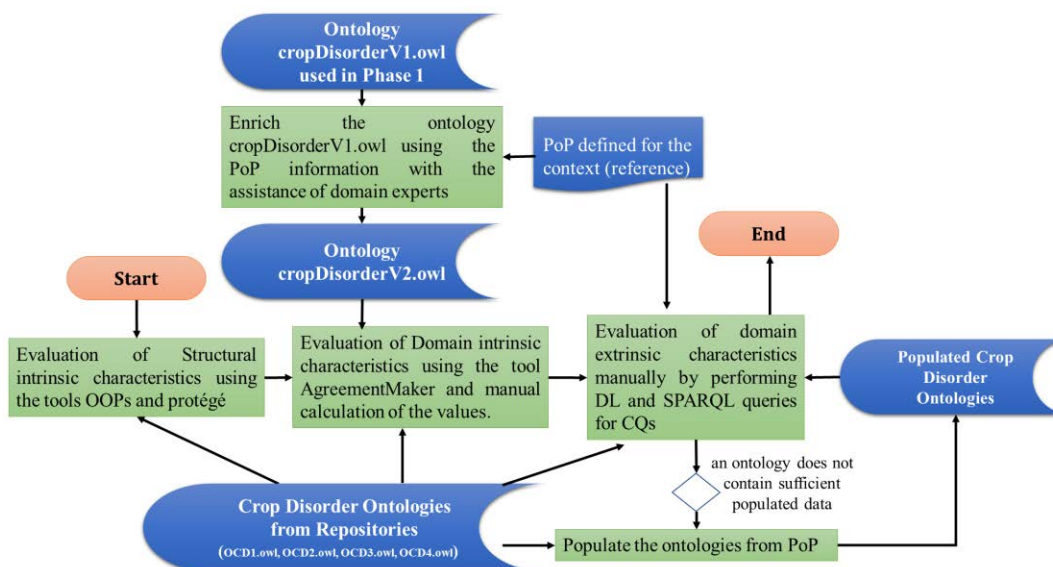 Ontology
cropDisorderV1.owl
used in Phase 1
Enrich the ontology
cropDisorderV1.owl using the
PoP information with the
assistance of domain experts
PoP defined for the
context (reference)
Ontology
cropDisorderV2.owl
End
Start
Evaluation of Structural
intrinsic characteristics using
the tools OOPs and protégé
Evaluation of Domain intrinsic
characteristics using the tool
AgreementMaker and manual
calculation of the values.
Evaluation of domain
extrinsic characteristics
manually by performing
DL and SPARQL queries
for CQs
Populated Crop
Disorder
Ontologies
an ontology does not
contain sufficient
populated data
Crop Disorder Ontologies
from Repositories
(OCD1.owl, OCD2.owl, OCD3.owl, OCD4.owl)
Populate the ontologies from PoP